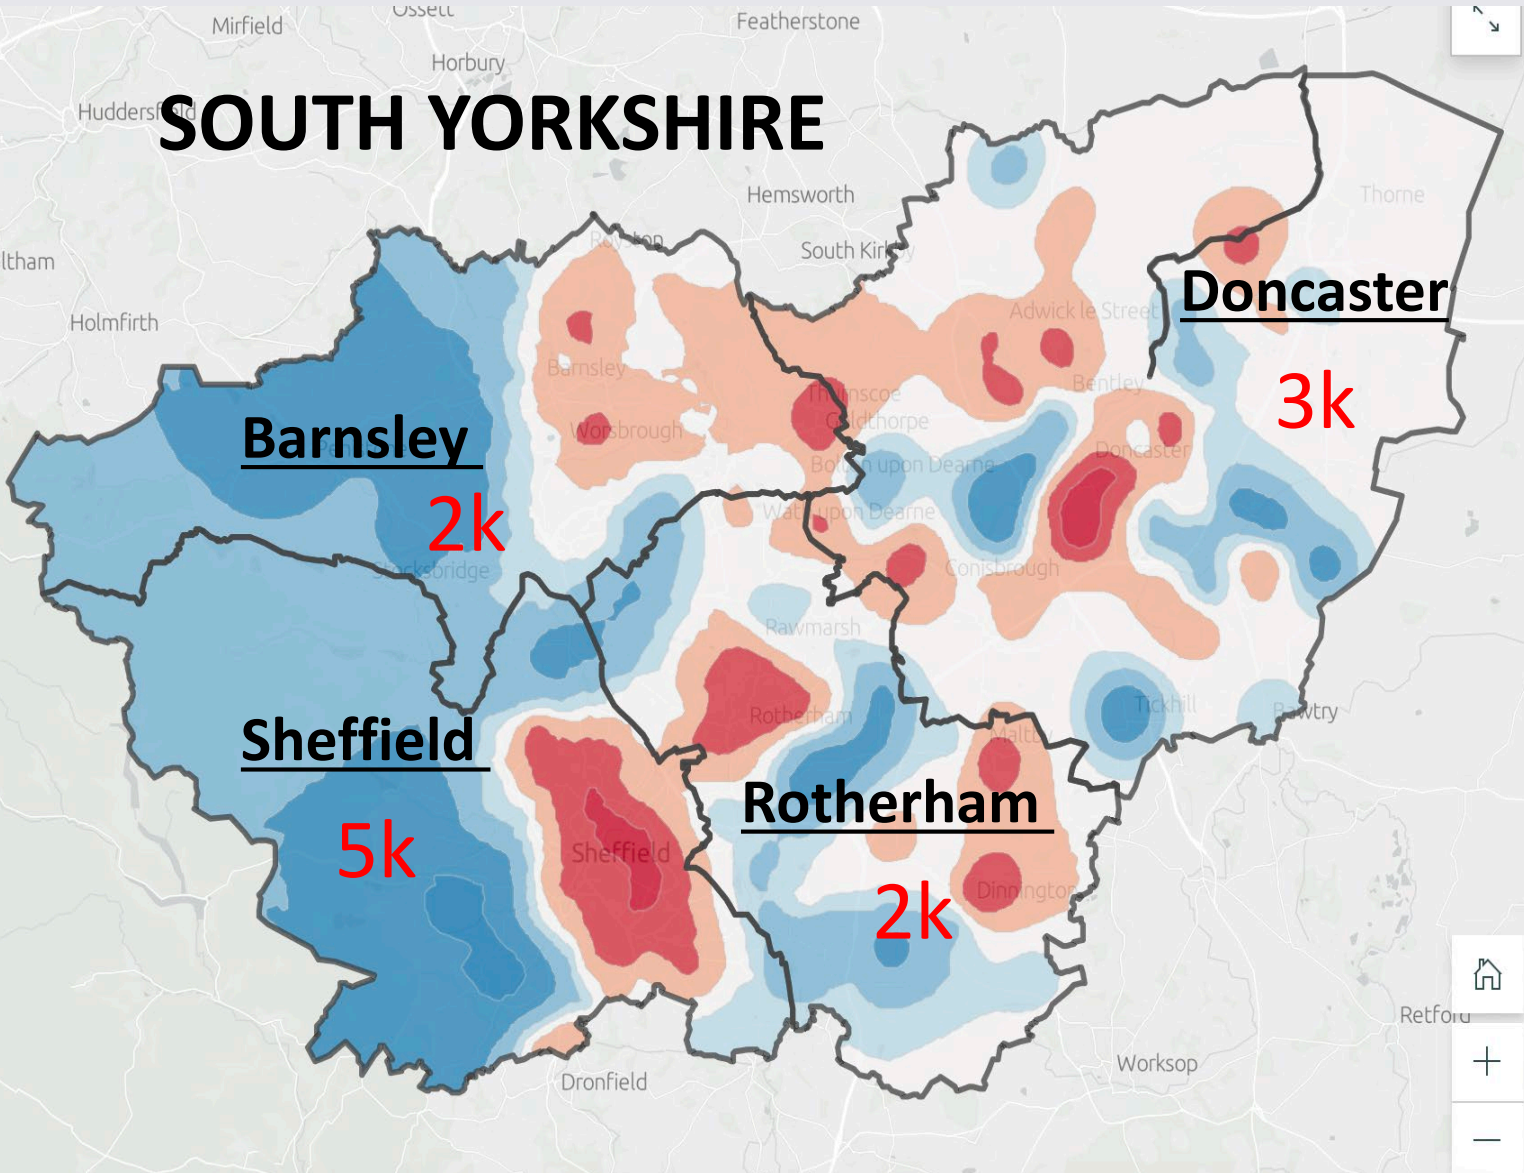 Ossett
Mirfield
Featherstone
Horbury
Huddersfield
SOUTH YORKSHIRE
Hemsworth
Thorne
Royston
South Kirkby
ltham
Doncaster
Holmfirth
Adwick le Street
Barnsley
Bentley
3k
Thurnscoe
Goldthorpe
Barnsley
Worsbrough
Doncaster
Bolton upon Dearne
2k
Wath upon Dearne
Stocksbridge
Conisbrough
Rawmarsh
Tickhill
Bawtry
Rotherham
Sheffield
Maltby
Rotherham
5k
Sheffield
Dinnington
2k
Retford
Worksop
Dronfield